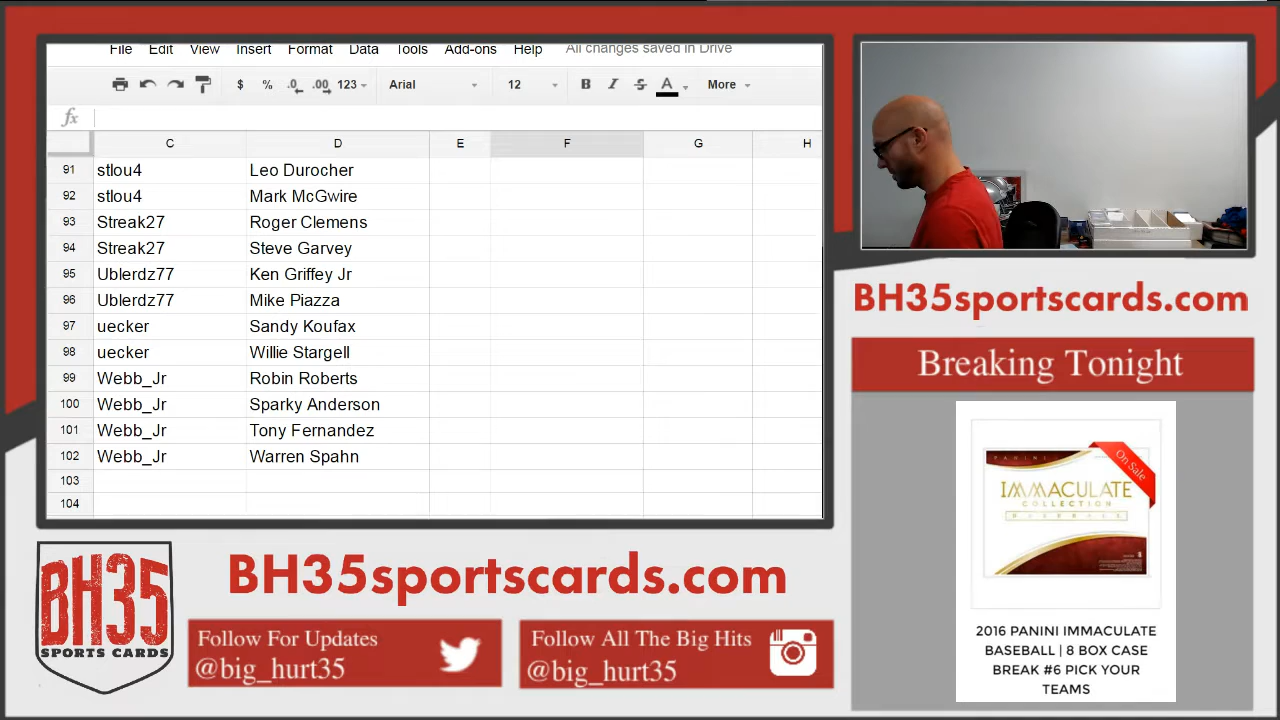 File Edit View Insert Format Data Tools Add-ons Help All changes saved in Drive
$ % .0 .00 123 Arial 12 B I S A More
fx
C D E F G H
91 stlou4 Leo Durocher
92 stlou4 Mark McGwire
93 Streak27 Roger Clemens
94 Streak27 Steve Garvey
95 Ublerdz77 Ken Griffey Jr
96 Ublerdz77 Mike Piazza
97 uecker Sandy Koufax
98 uecker Willie Stargell
99 Webb_Jr Robin Roberts
100 Webb_Jr Sparky Anderson
101 Webb_Jr Tony Fernandez
102 Webb_Jr Warren Spahn
103
104
BH35sportscards.com
Breaking Tonight
On Sale
PANINI
IMMACULATE
COLLECTION
BASEBALL
2016 PANINI IMMACULATE
BASEBALL | 8 BOX CASE
BREAK #6 PICK YOUR
TEAMS
BH35
SPORTS CARDS
BH35sportscards.com
Follow For Updates
@big_hurt35
Follow All The Big Hits
@big_hurt35